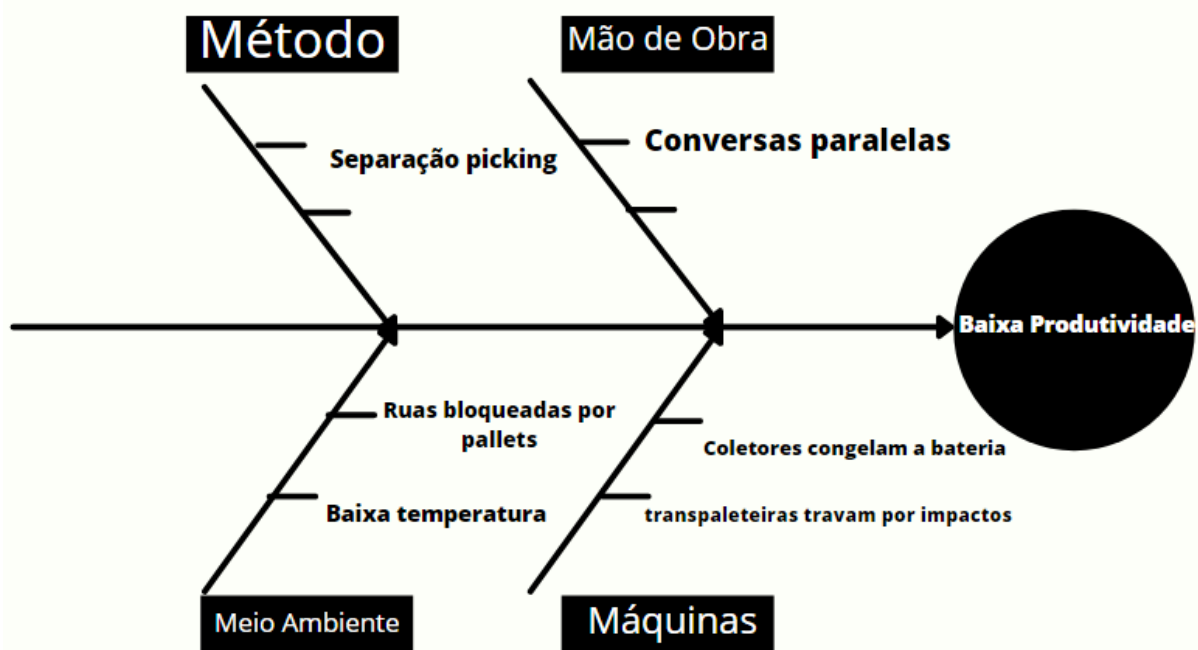 Método
Mão de Obra
Conversas paralelas
Separação picking
Baixa Produtividade
Ruas bloqueadas por
pallets
Coletores congelam a bateria
Baixa temperatura
transpaleteiras travam por impactos
Meio Ambiente
Máquinas